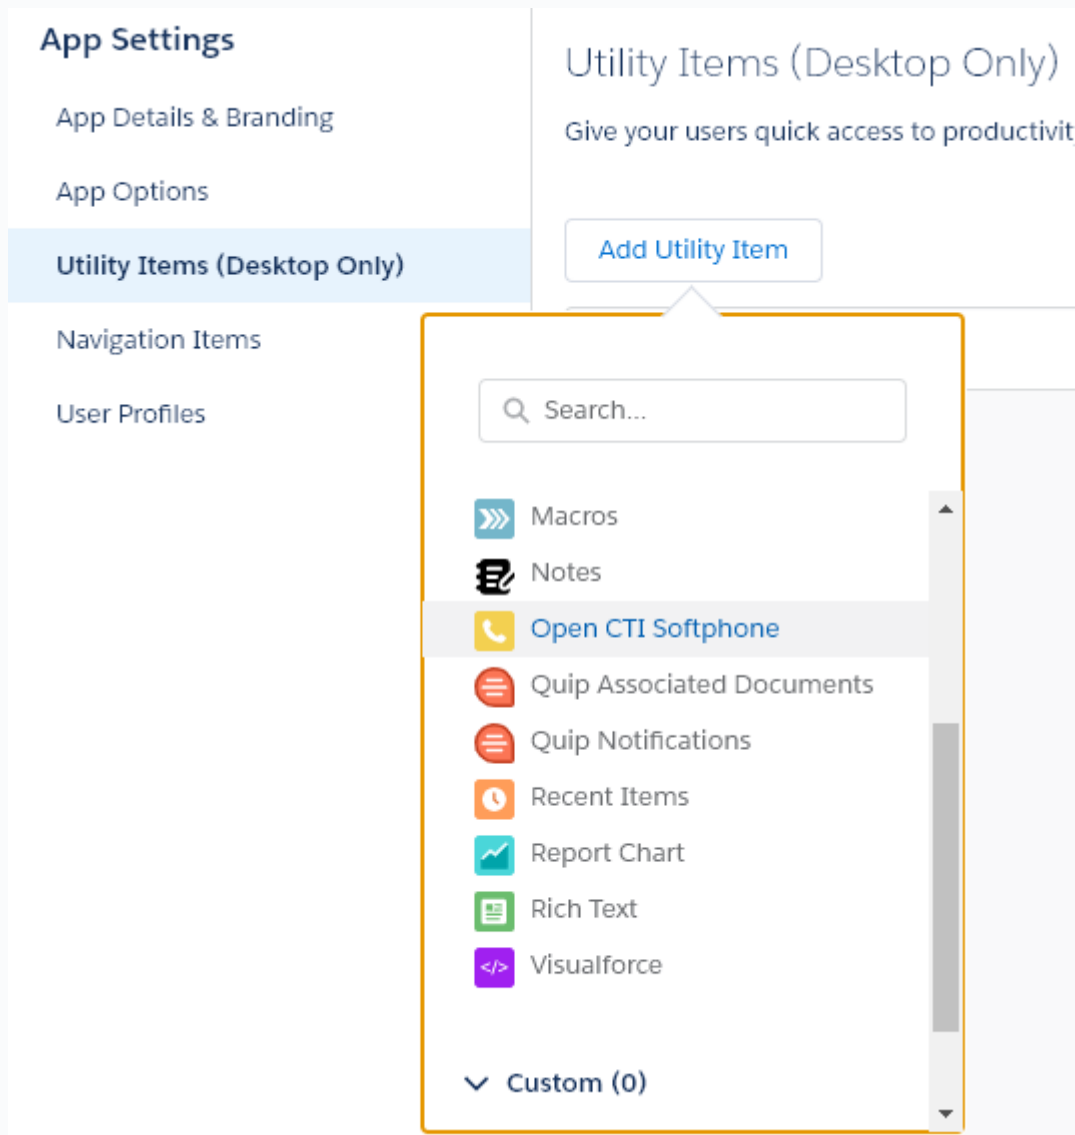 App Settings
App Details & Branding
App Options
Utility Items (Desktop Only)
Navigation Items
User Profiles
Utility Items (Desktop Only)
Give your users quick access to
Add Utility Item
Search...
Macros
Notes
Open CTI Softphone
Quip Associated Documents
Quip Notifications
Recent Items
Report Chart
Rich Text
Visualforce
Custom (0)